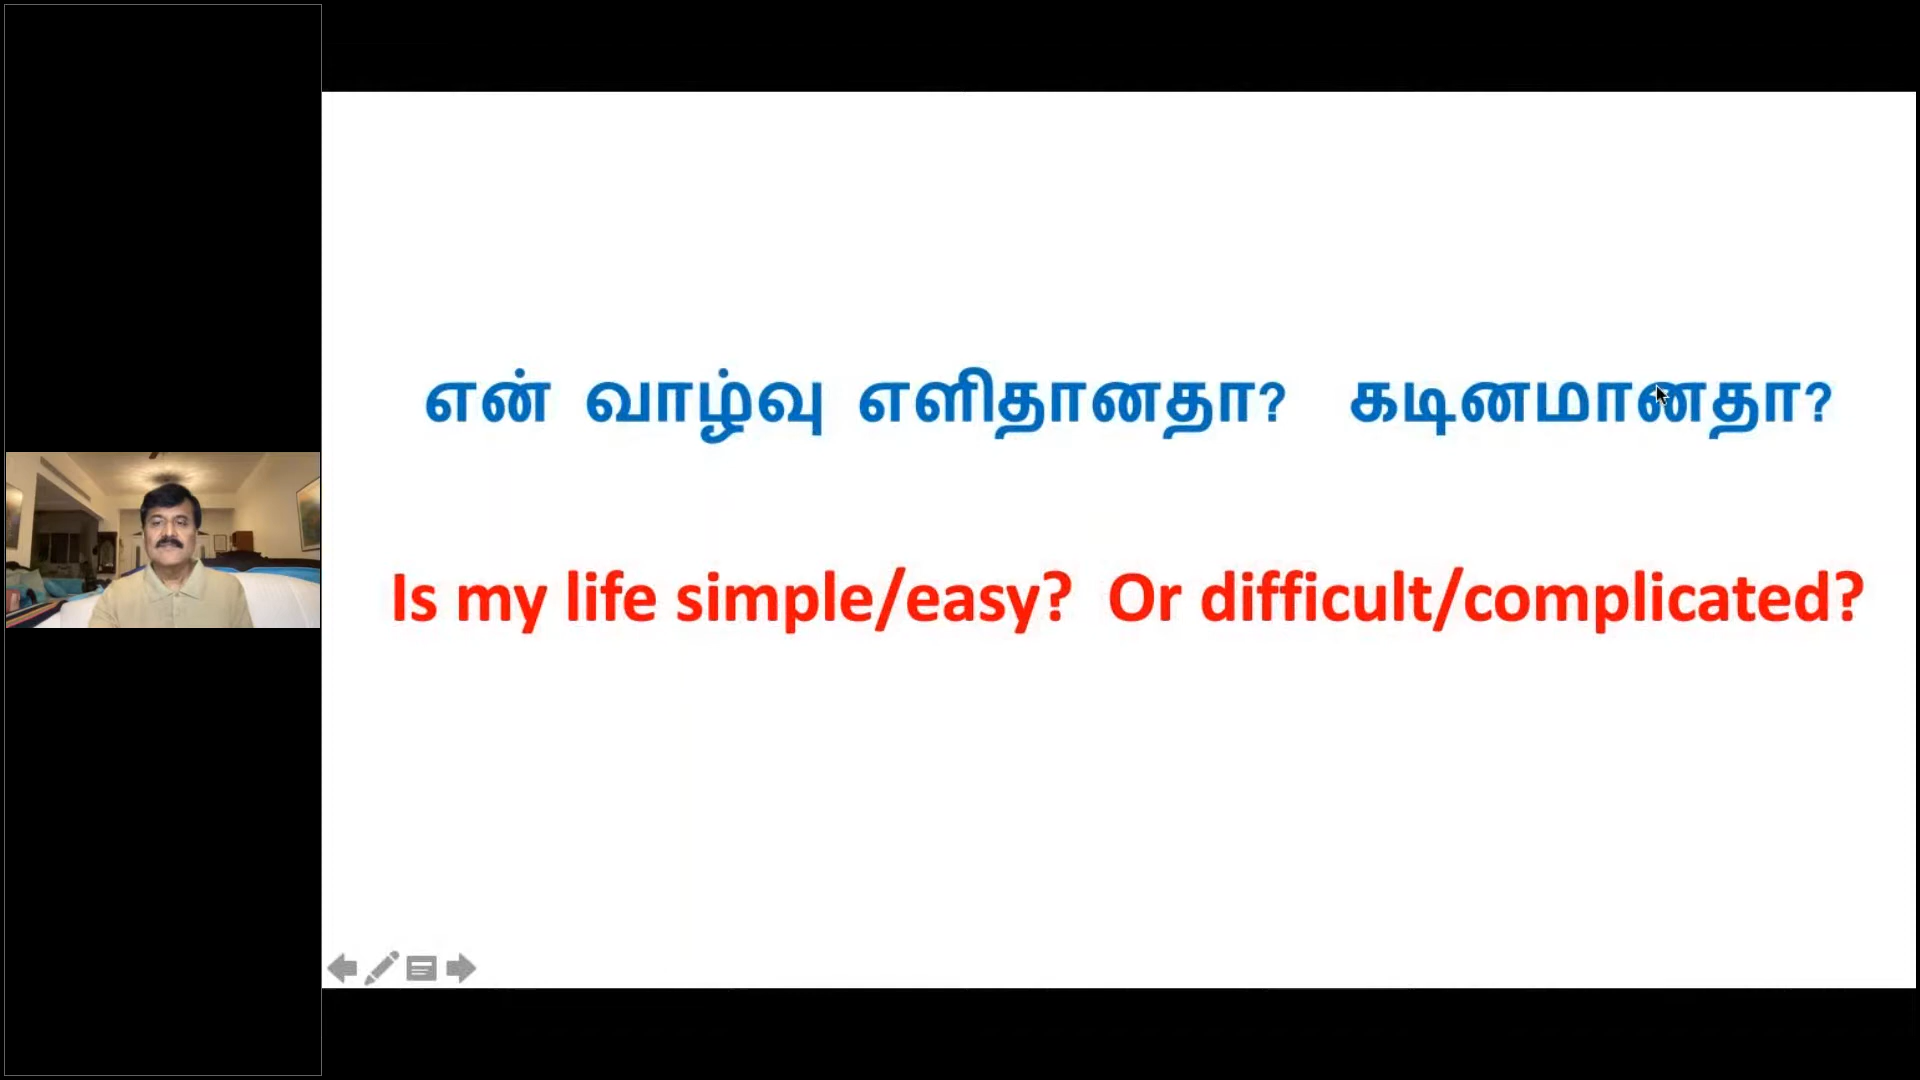 என் வாழ்வு எளிதானதா? கடினமானதா?
Is my life simple/easy? Or difficult/complicated?